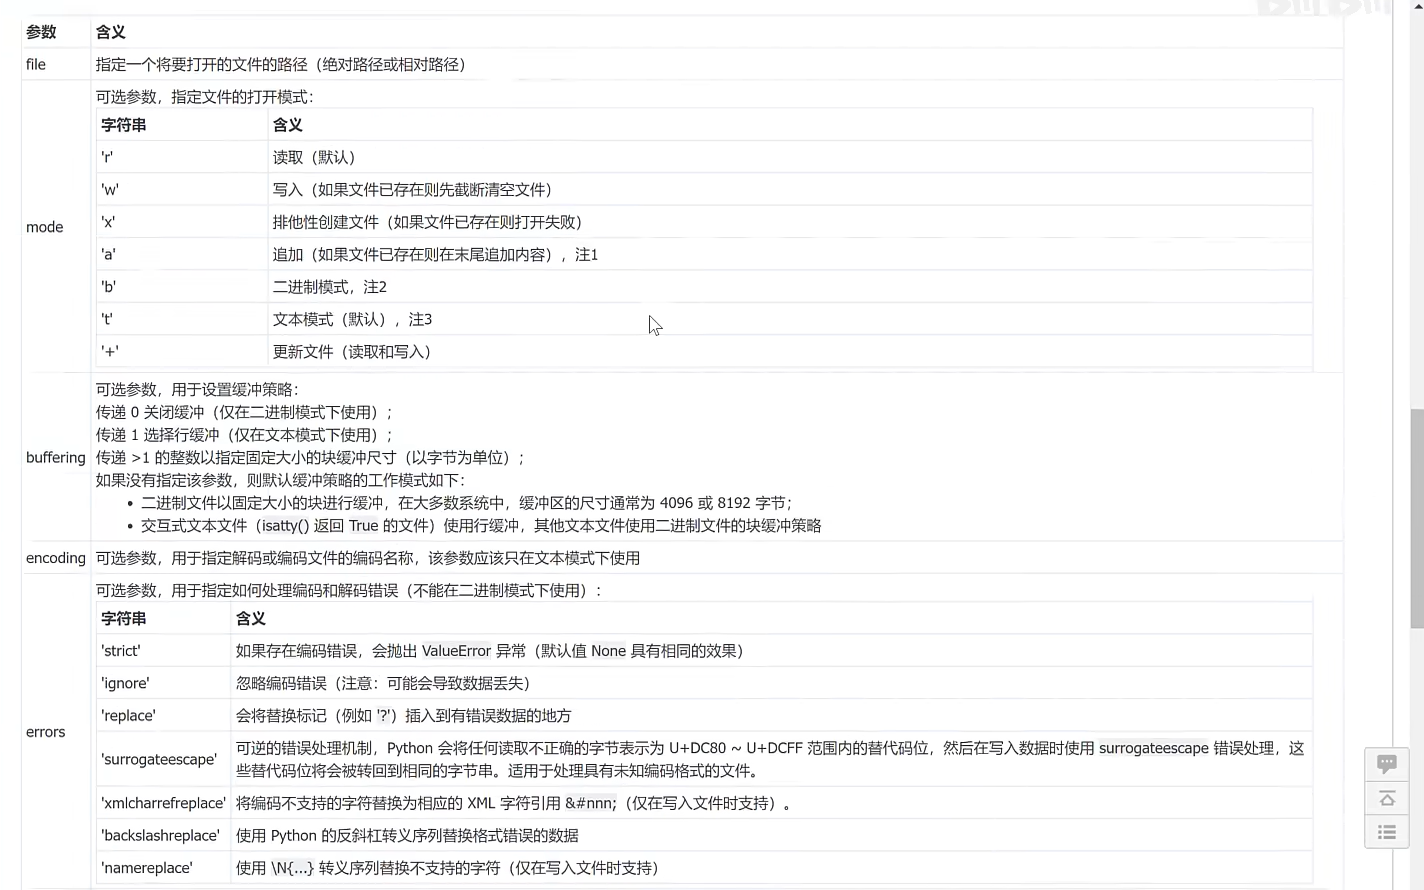 参数 含义
file 指定一个将要打开的文件的路径（绝对路径或相对路径）
可选参数，指定文件的打开模式：
字符串 含义
'r' 读取（默认）
'w' 写入（如果文件已存在则先截断清空文件）
'x' 排他性创建文件（如果文件已存在则打开失败）
mode
'a' 追加（如果文件已存在则在末尾追加内容），注1
'b' 二进制模式，注2
't' 文本模式（默认），注3
'+' 更新文件（读取和写入）
可选参数，用于设置缓冲策略：
传递 0 关闭缓冲（仅在二进制模式下使用）；
传递 1 选择行缓冲（仅在文本模式下使用）；
buffering 传递 >1 的整数以指定固定大小的块缓冲尺寸（以字节为单位）；
如果没有指定该参数，则默认缓冲策略的工作模式如下：
• 二进制文件以固定大小的块进行缓冲，在大多数系统中，缓冲区的尺寸通常为 4096 或 8192 字节；
• 交互式文本文件（isatty() 返回 True 的文件）使用行缓冲，其他文本文件使用二进制文件的块缓冲策略
encoding 可选参数，用于指定解码或编码文件的编码名称，该参数应该只在文本模式下使用
可选参数，用于指定如何处理编码和解码错误（不能在二进制模式下使用）：
字符串 含义
'strict' 如果存在编码错误，会抛出 ValueError 异常（默认值 None 具有相同的效果）
'ignore' 忽略编码错误（注意：可能会导致数据丢失）
'replace' 会将替换标记（例如 '?'）插入到有错误数据的地方
errors
'surrogateescape' 可逆的错误处理机制，Python 会将任何读取不正确的字节表示为 U+DC80 ~ U+DCFF 范围内的替代码位，然后在写入数据时使用 surrogateescape 错误处理，这
些替代码位将会被转回到相同的字节串。适用于处理具有未知编码格式的文件。
'xmlcharrefreplace' 将编码不支持的字符替换为相应的 XML 字符引用 &#nnn;（仅在写入文件时支持）。
'backslashreplace' 使用 Python 的反斜杠转义序列替换格式错误的数据
'namereplace' 使用 \N{...} 转义序列替换不支持的字符（仅在写入文件时支持）